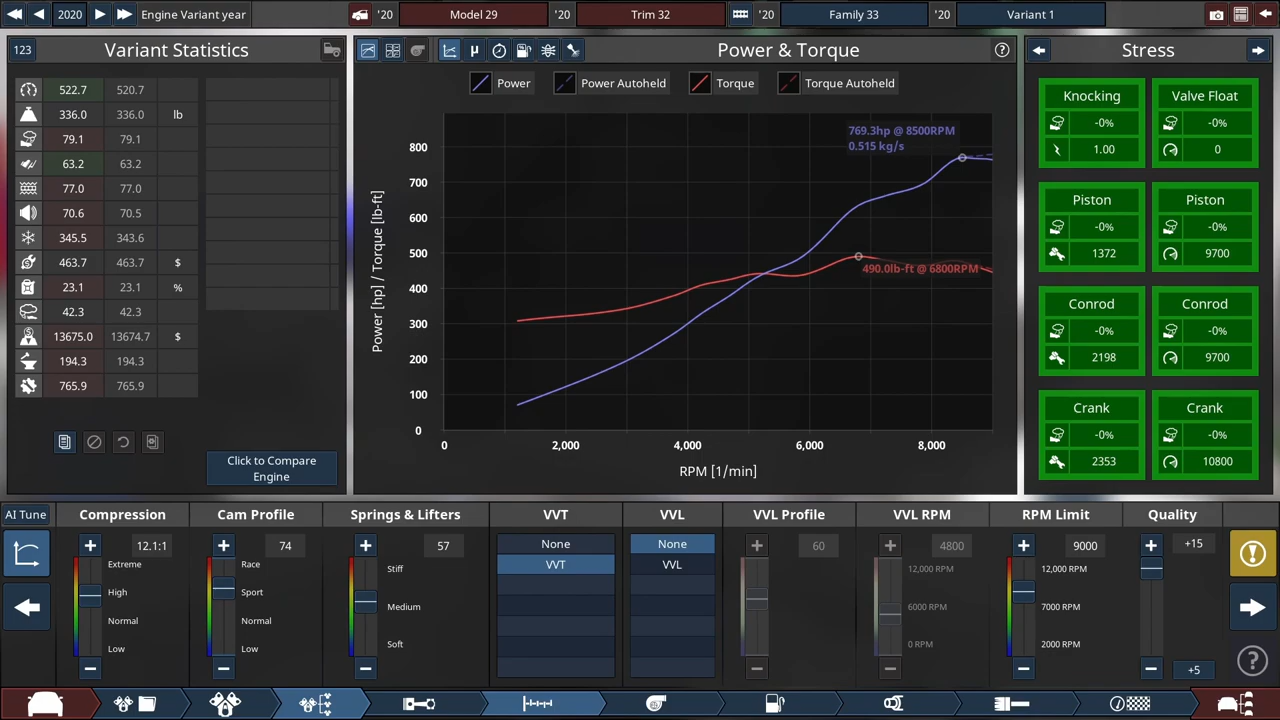 2020
Engine Variant year
'20
Model 29
'20
Trim 32
'20
Family 33
'20
Variant 1
123
Variant Statistics
522.7 520.7
336.0 336.0 lb
79.1 79.1
63.2 63.2
77.0 77.0
70.6 70.5
345.5 343.6
463.7 463.7 $
23.1 23.1 %
42.3 42.3
13675.0 13674.7 $
194.3 194.3
765.9 765.9
Click to Compare
Engine
μ
Power & Torque
?
Power
Power Autoheld
Torque
Torque Autoheld
769.3hp @ 8500RPM
0.515 kg/s
490.0lb-ft @ 6800RPM
Power [hp] / Torque [lb-ft]
800
700
600
500
400
300
200
100
0
0 2,000 4,000 6,000 8,000
RPM [1/min]
Stress
Knocking
-0%
1.00
Valve Float
-0%
0
Piston
-0%
1372
Piston
-0%
9700
Conrod
-0%
2198
Conrod
-0%
9700
Crank
-0%
2353
Crank
-0%
10800
AI Tune
Compression
12.1:1
Extreme
High
Normal
Low
Cam Profile
74
Race
Sport
Normal
Low
Springs & Lifters
57
Stiff
Medium
Soft
VVT
None
VVT
VVL
None
VVL
VVL Profile
60
VVL RPM
4800
12,000 RPM
6000 RPM
0 RPM
RPM Limit
9000
12,000 RPM
7000 RPM
2000 RPM
Quality
+15
+5
?